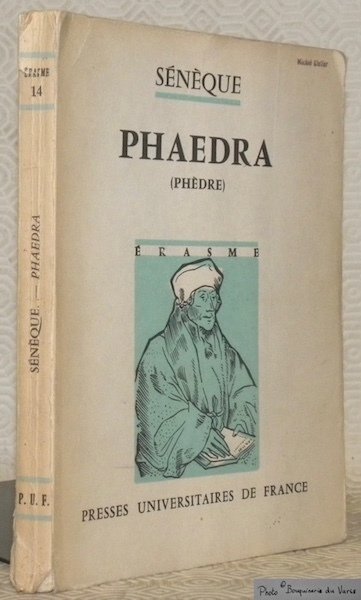 ÉRASME
14
SÉNÈQUE. — PHAEDRA
P. U. F.
SÉNÈQUE
PHAEDRA
(PHÈDRE)
ÉRASME
PRESSES UNIVERSITAIRES DE FRANCE
Photo © Bouquinerie du Varis